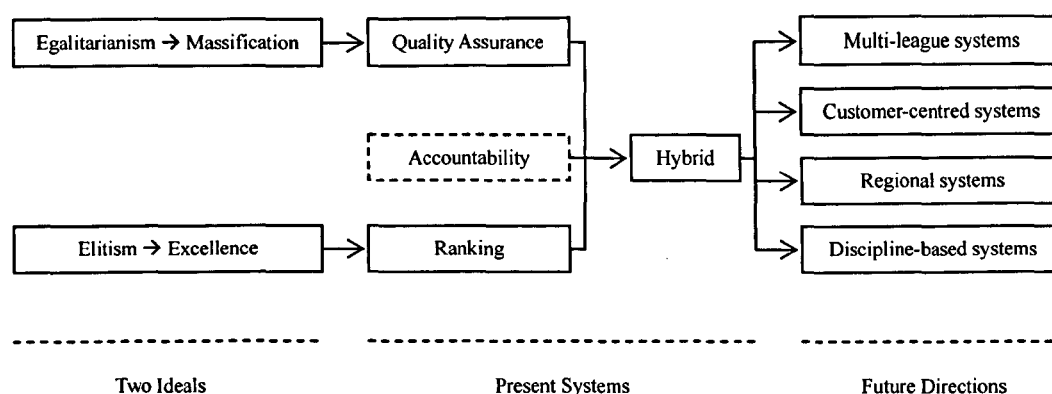 Egalitarianism → Massification
Quality Assurance
Multi-league systems
Customer-centred systems
Accountability
Hybrid
Regional systems
Elitism → Excellence
Ranking
Discipline-based systems
Two Ideals
Present Systems
Future Directions